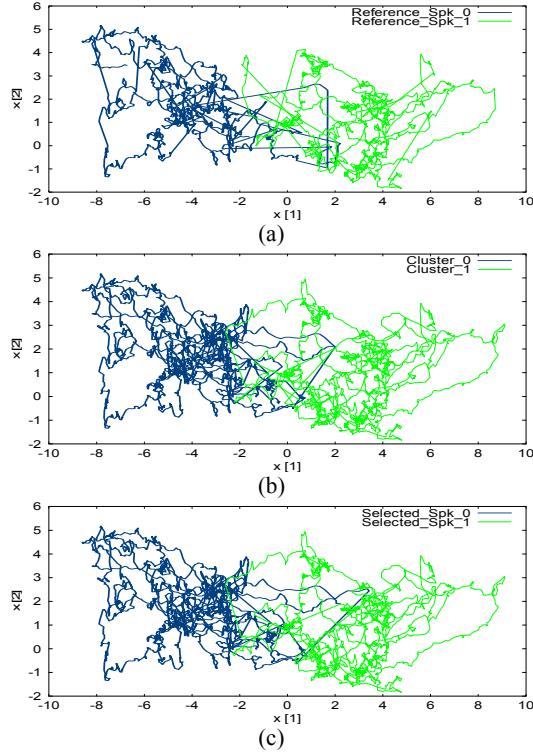 6
5
4
3
2
1
0
-1
-2
x [2]
Reference_Spk_0
Reference_Spk_1
-10 -8 -6 -4 -2 0 2 4 6 8 10
x [1]
(a)
6
5
4
3
2
1
0
-1
-2
x [2]
Cluster_0
Cluster_1
-10 -8 -6 -4 -2 0 2 4 6 8 10
x [1]
(b)
6
5
4
3
2
1
0
-1
-2
x [2]
Selected_Spk_0
Selected_Spk_1
-10 -8 -6 -4 -2 0 2 4 6 8 10
x [1]
(c)